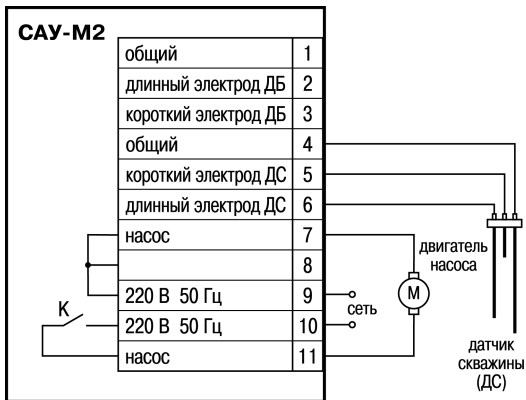 САУ-М2
общий 1
длинный электрод ДБ 2
короткий электрод ДБ 3
общий 4
короткий электрод ДС 5
длинный электрод ДС 6
насос 7
8
220 В 50 Гц 9
220 В 50 Гц 10
насос 11
К
сеть
двигатель
насоса
М
датчик
скважины
(ДС)